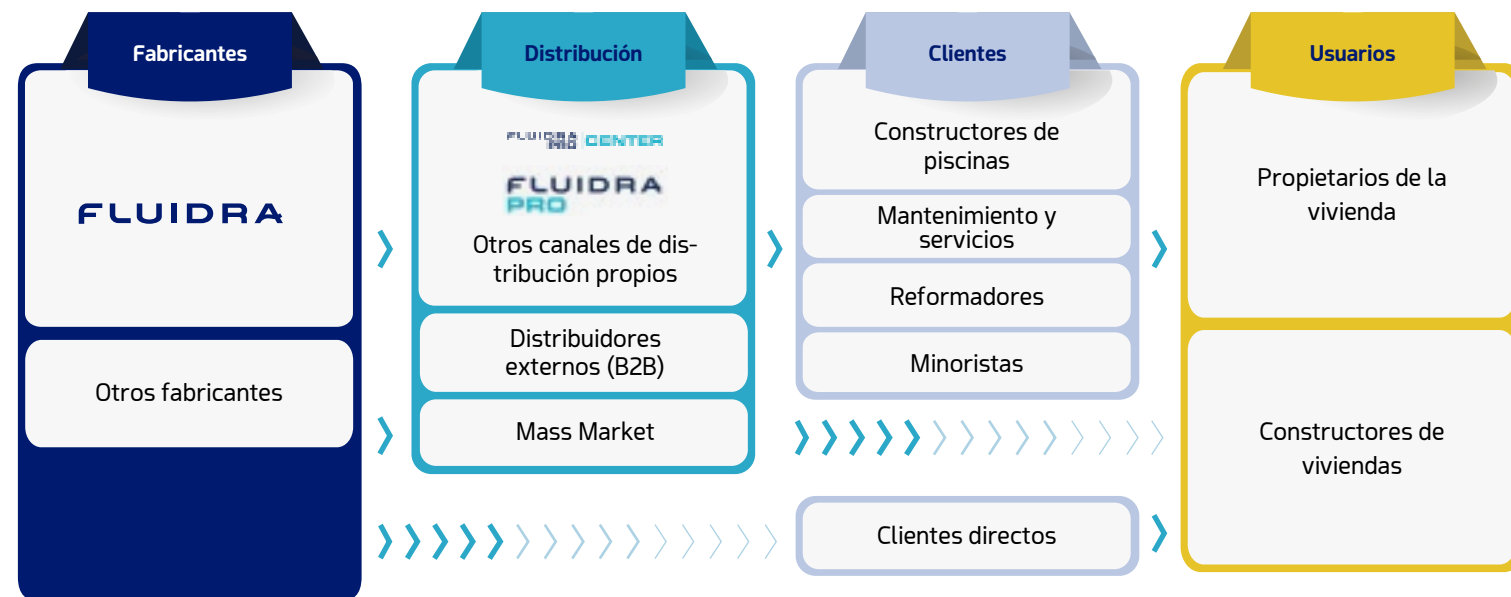 Fabricantes
FLUIDRA
Otros fabricantes
Distribución
FLUIDRA PRO CENTER
FLUIDRA
PRO
Otros canales de dis-
tribución propios
Distribuidores
externos (B2B)
Mass Market
Clientes
Constructores de
piscinas
Mantenimiento y
servicios
Reformadores
Minoristas
Clientes directos
Usuarios
Propietarios de la
vivienda
Constructores de
viviendas